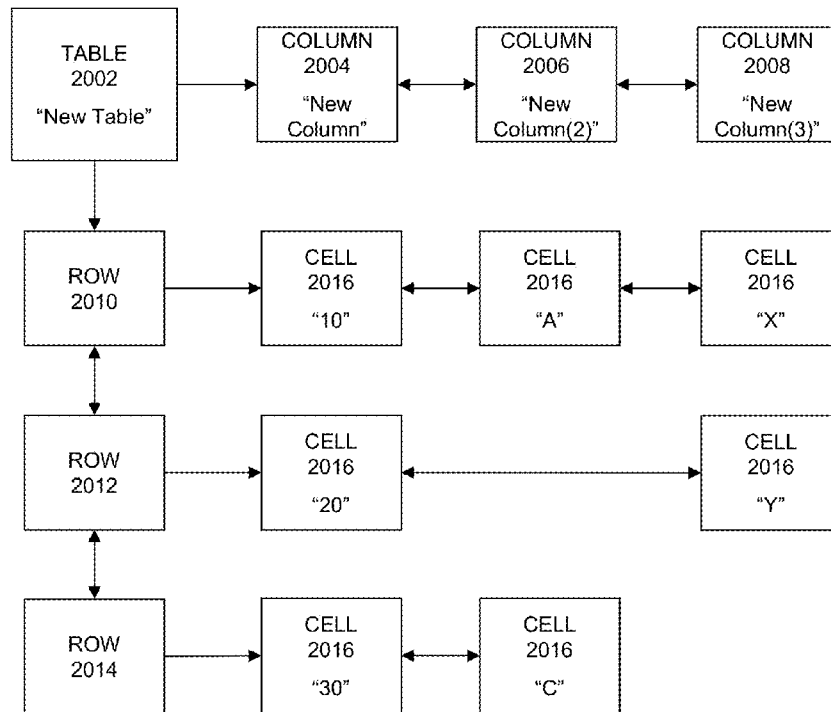 TABLE
2002
“New Table”
COLUMN
2004
“New
Column”
COLUMN
2006
“New
Column(2)”
COLUMN
2008
“New
Column(3)”
ROW
2010
CELL
2016
“10”
CELL
2016
“A”
CELL
2016
“X”
ROW
2012
CELL
2016
“20”
CELL
2016
“Y”
ROW
2014
CELL
2016
“30”
CELL
2016
“C”